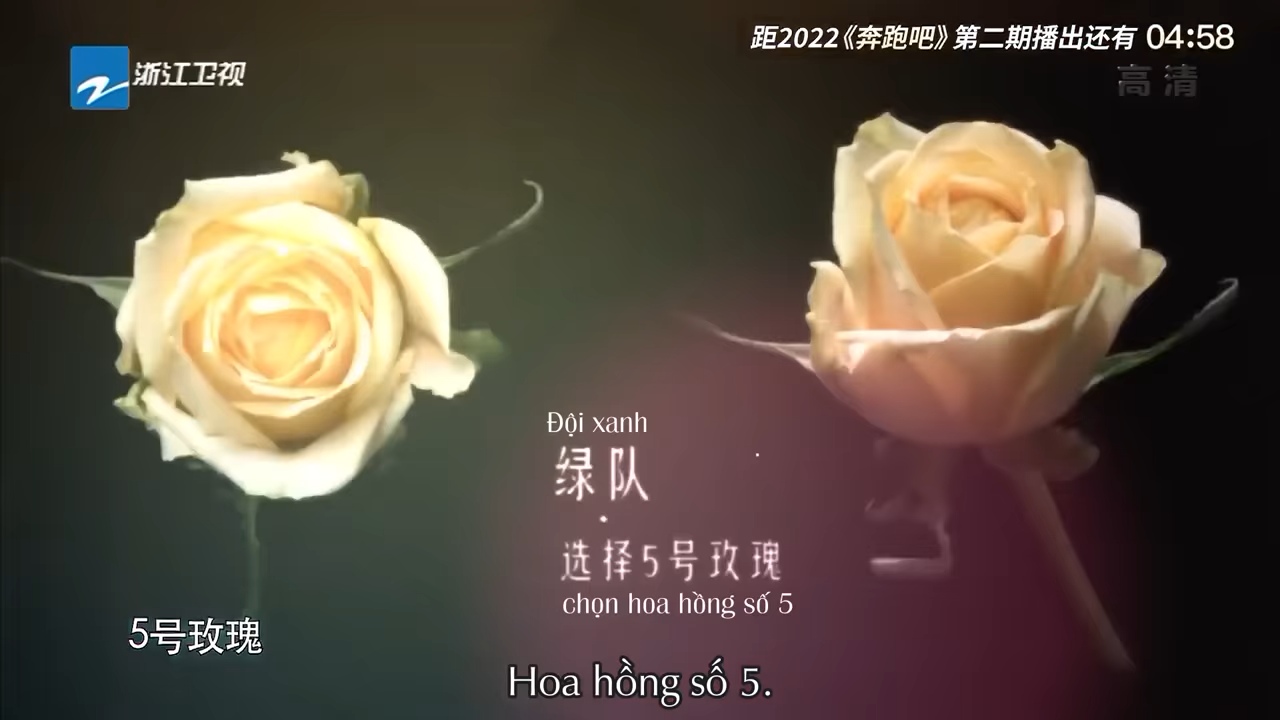 距2022《奔跑吧》第二期播出还有 04:58
浙江卫视
高清
Đội xanh
绿队
选择5号玫瑰
chọn hoa hồng số 5
5号玫瑰
Hoa hồng số 5.